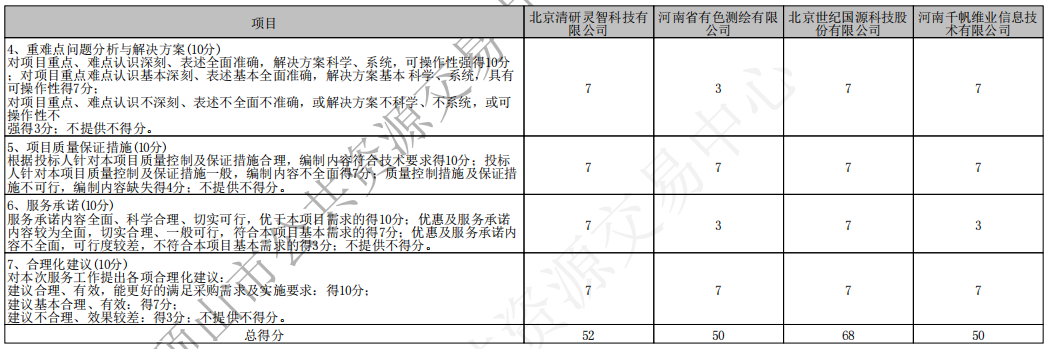 项目
北京清研灵智科技有
限公司
河南省有色测绘有限
公司
北京世纪国源科技股
份有限公司
河南千帆维业信息技
术有限公司
4、重难点问题分析与解决方案(10分)
对项目重点、难点认识深刻、表述全面准确，解决方案科学、系统，可操作性强得10分
；对项目重点、难点认识基本深刻、表述基本全面准确，解决方案基本科学、系统，具有
可操作性得7分；
对项目重点、难点认识不深刻、表述不全面不准确，或解决方案不科学、不系统，或可
操作性不
强得3分；不提供不得分。
7
3
7
7
5、项目质量保证措施(10分)
根据投标人针对本项目质量控制及保证措施合理，编制内容符合技术要求得10分；投标
人针对本项目质量控制及保证措施一般，编制内容不全面得7分；质量控制措施及保证措
施不可行，编制内容缺失得4分；不提供不得分。
7
7
7
7
6、服务承诺(10分)
服务承诺内容全面、科学合理、切实可行，优于本项目需求的得10分；优惠及服务承诺
内容较为全面，切实合理、一般可行，符合本项目基本需求的得7分；优惠及服务承诺内
容不全面，可行度较差，不符合本项目基本需求的得3分；不提供不得分。
7
3
7
3
7、合理化建议(10分)
对本次服务工作提出各项合理化建议：
建议合理、有效，能更好的满足采购需求及实施要求：得10分；
建议基本合理、有效：得7分；
建议不合理、效果较差：得3分；不提供不得分。
7
7
7
7
总得分
52
50
68
50
顶山市公共资源交易中
资源交易中心